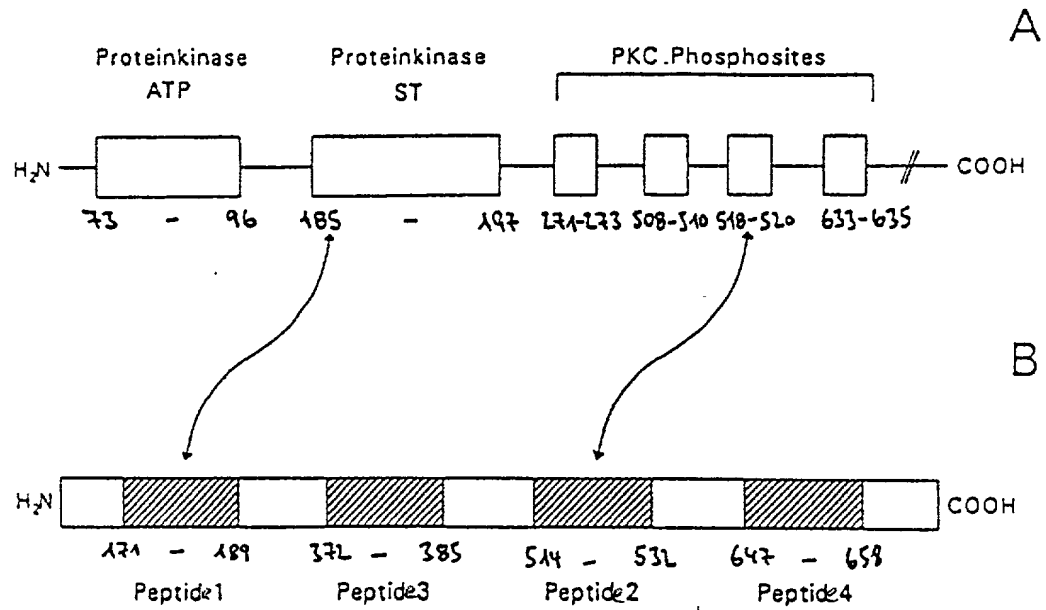 A
Proteinkinase Proteinkinase PKC.Phosphosites
ATP ST
H₂N COOH
73 - 96 185 - 197 271-273 508-510 518-520 633-635
B
H₂N COOH
171 - 189 372 - 385 514 - 532 647 - 658
Peptide1 Peptide3 Peptide2 Peptide4